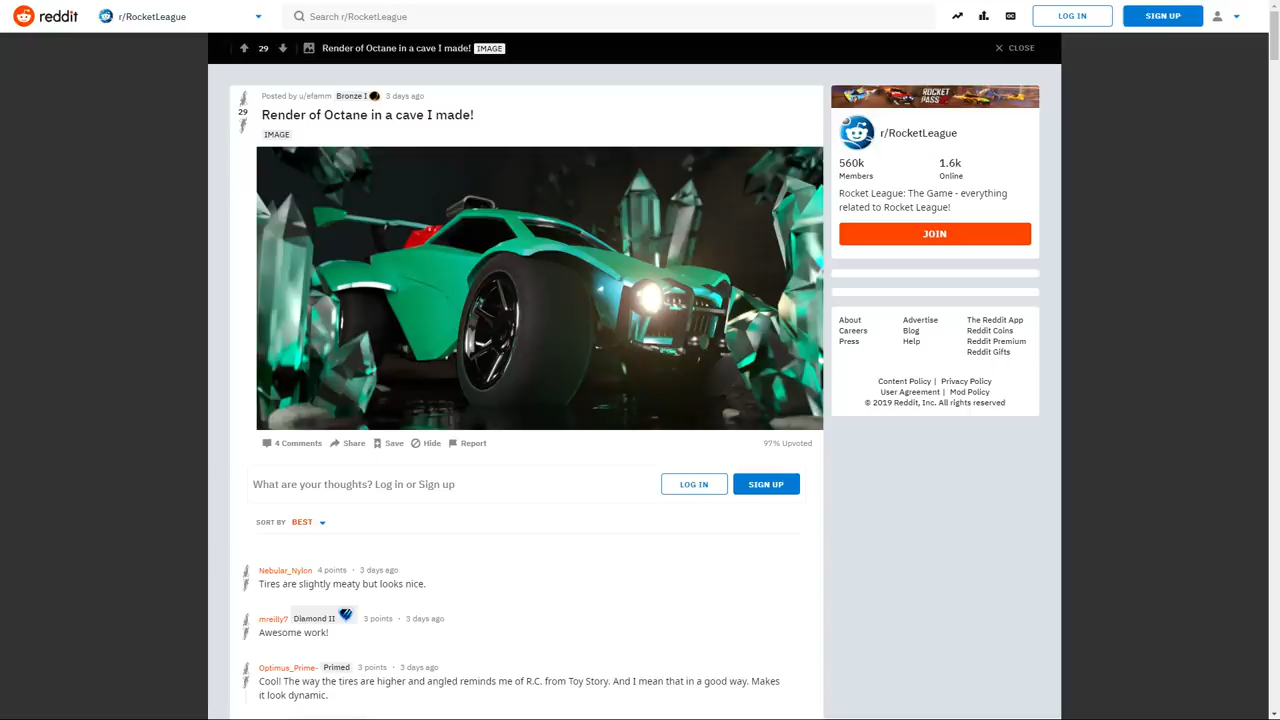 reddit r/RocketLeague Search r/RocketLeague LOG IN SIGN UP
29 Render of Octane in a cave I made! IMAGE CLOSE
Posted by u/efamm Bronze I 3 days ago
29
Render of Octane in a cave I made!
IMAGE
4 Comments Share Save Hide Report 97% Upvoted
What are your thoughts? Log in or Sign up LOG IN SIGN UP
SORT BY BEST
Nebular_Nylon 4 points · 3 days ago
Tires are slightly meaty but looks nice.
mreilly7 Diamond II 3 points · 3 days ago
Awesome work!
Optimus_Prime- Primed 3 points · 3 days ago
Cool! The way the tires are higher and angled reminds me of R.C. from Toy Story. And I mean that in a good way. Makes
it look dynamic.
ROCKET
PASS
r/RocketLeague
560k 1.6k
Members Online
Rocket League: The Game - everything
related to Rocket League!
JOIN
About Advertise The Reddit App
Careers Blog Reddit Coins
Press Help Reddit Premium
Reddit Gifts
Content Policy | Privacy Policy
User Agreement | Mod Policy
© 2019 Reddit, Inc. All rights reserved